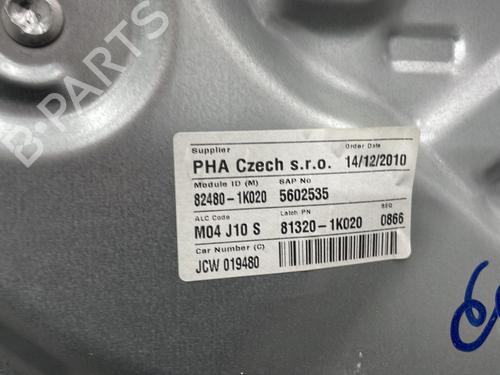 B-PARTS
Supplier Order Date
PHA Czech s.r.o. 14/12/2010
Module ID (M) SAP No
82480-1K020 5602535
ALC Code Latch PN SEQ
M04 J10 S 81320-1K020 0866
Car Number (C)
JCW 019480